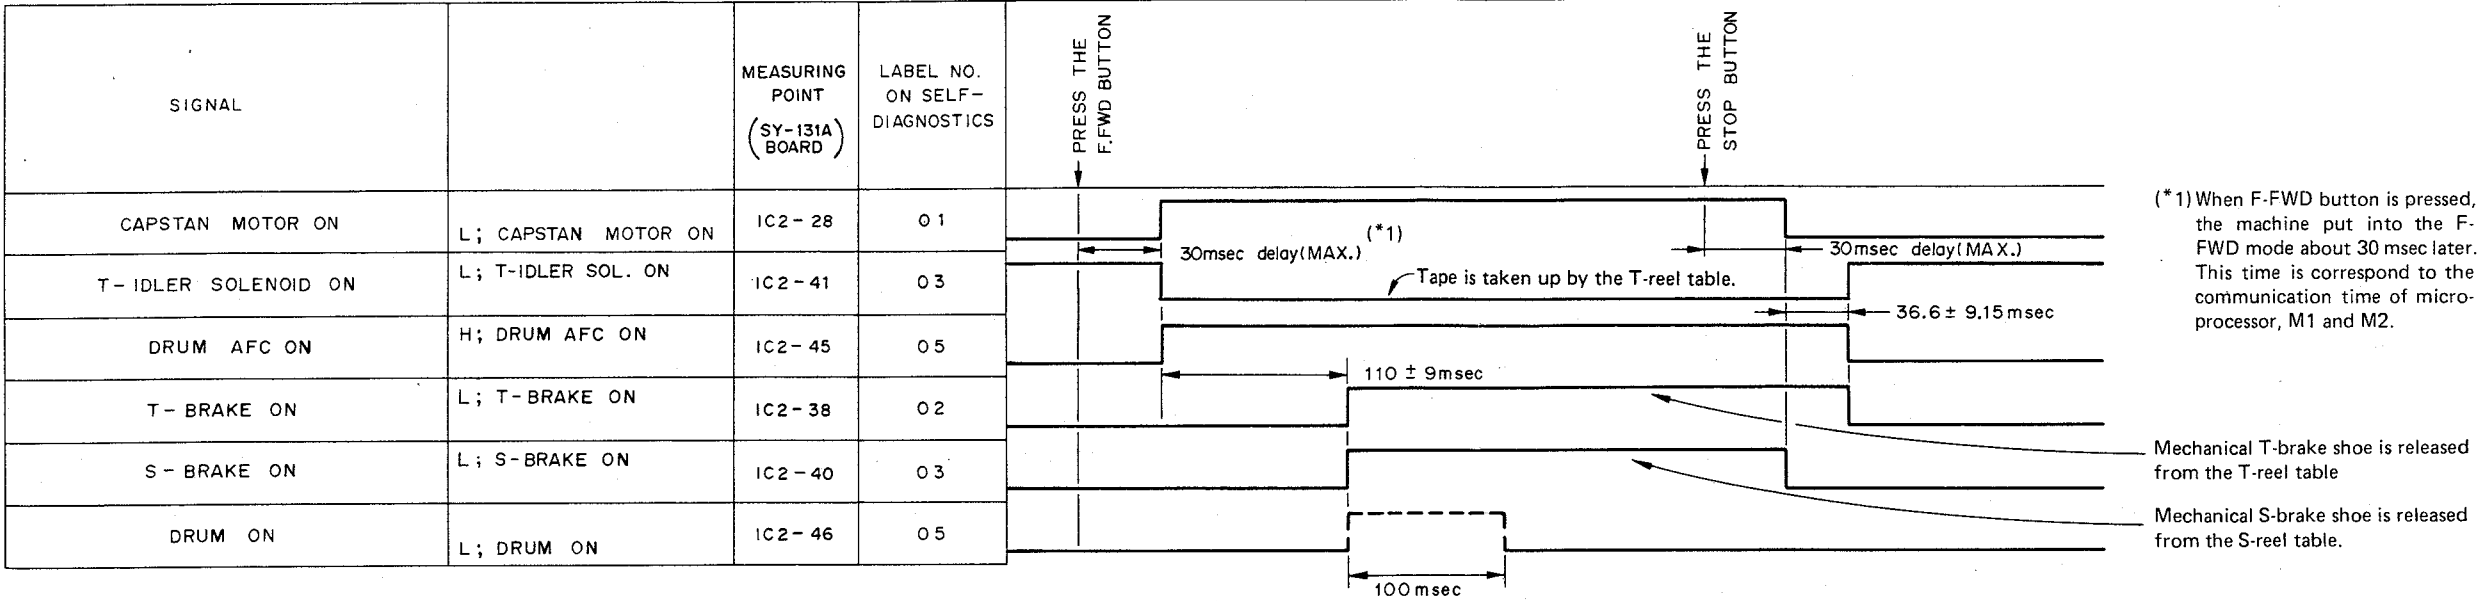 SIGNAL
MEASURING
POINT
(SY-131A
BOARD)
LABEL NO.
ON SELF-
DIAGNOSTICS
PRESS THE
F.FWD BUTTON
PRESS THE
STOP BUTTON
CAPSTAN MOTOR ON
L; CAPSTAN MOTOR ON
IC2-28
01
30msec delay(MAX.) (*1)
30msec delay(MAX.)
T-IDLER SOLENOID ON
L; T-IDLER SOL. ON
IC2-41
03
Tape is taken up by the T-reel table.
36.6 ± 9.15 msec
DRUM AFC ON
H; DRUM AFC ON
IC2-45
05
110 ± 9msec
T-BRAKE ON
L; T-BRAKE ON
IC2-38
02
S-BRAKE ON
L; S-BRAKE ON
IC2-40
03
DRUM ON
L; DRUM ON
IC2-46
05
100msec
(*1) When F-FWD button is pressed,
the machine put into the F-
FWD mode about 30 msec later.
This time is correspond to the
communication time of micro-
processor, M1 and M2.
Mechanical T-brake shoe is released
from the T-reel table
Mechanical S-brake shoe is released
from the S-reel table.